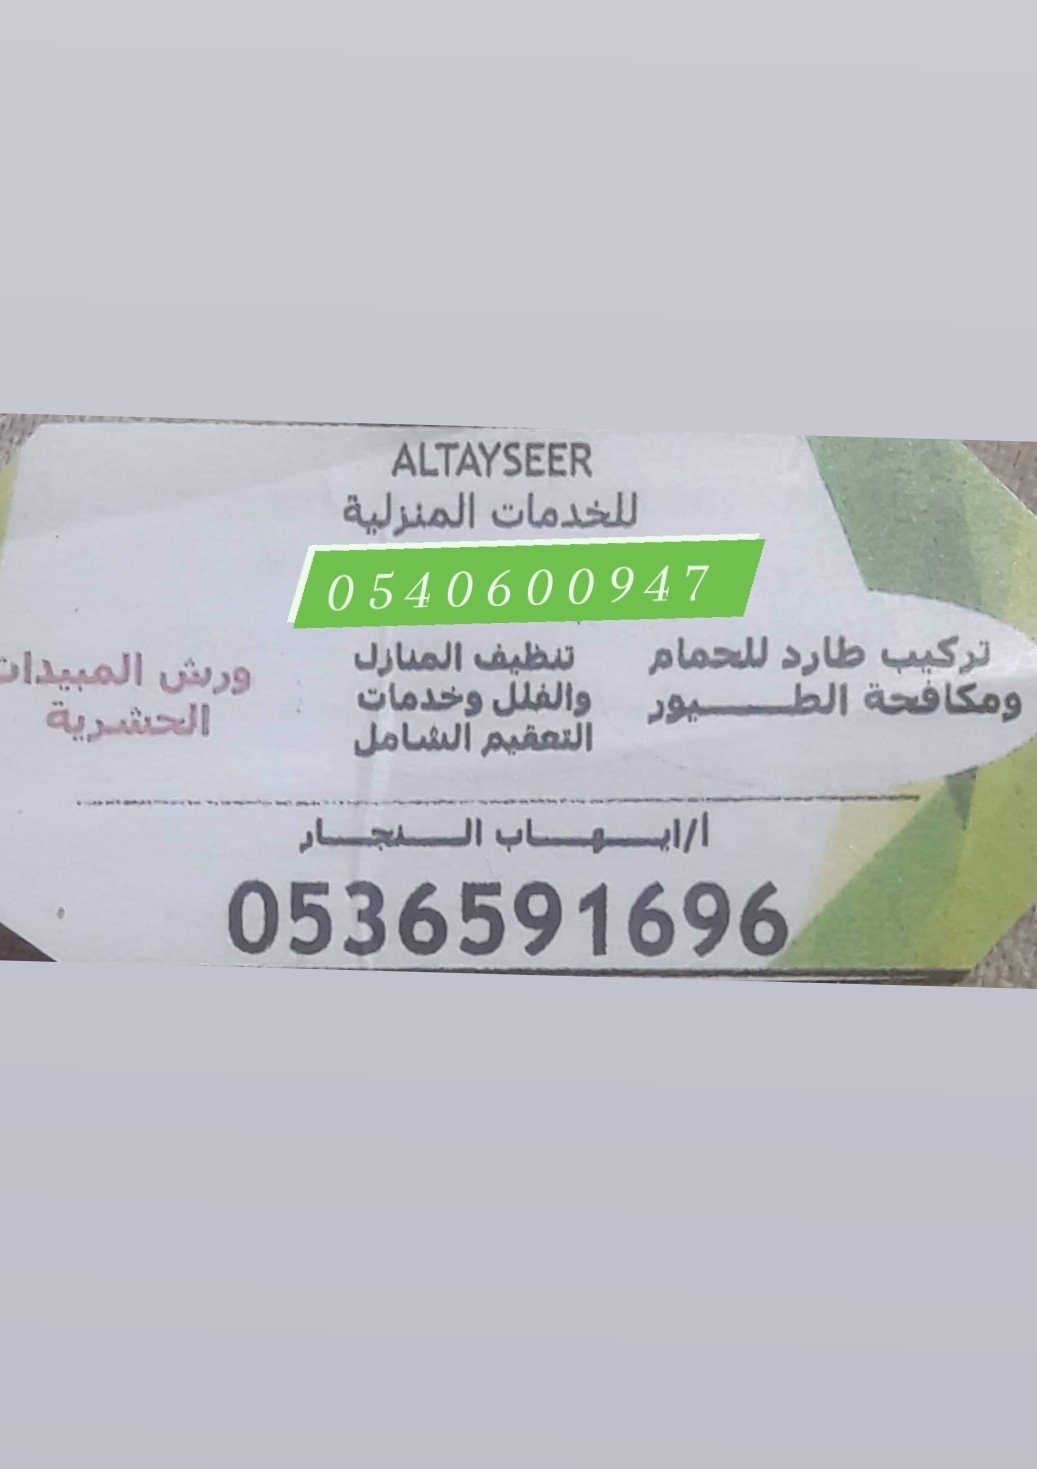 ALTAYSEER
للخدمات المنزلية
0540600947
تركيب طارد للحمام
ومكافحة الطيور
تنظيف المنازل
والفلل وخدمات
التعقيم الشامل
ورش المبيدات
الحشرية
أ/ايهاب النجار
0536591696